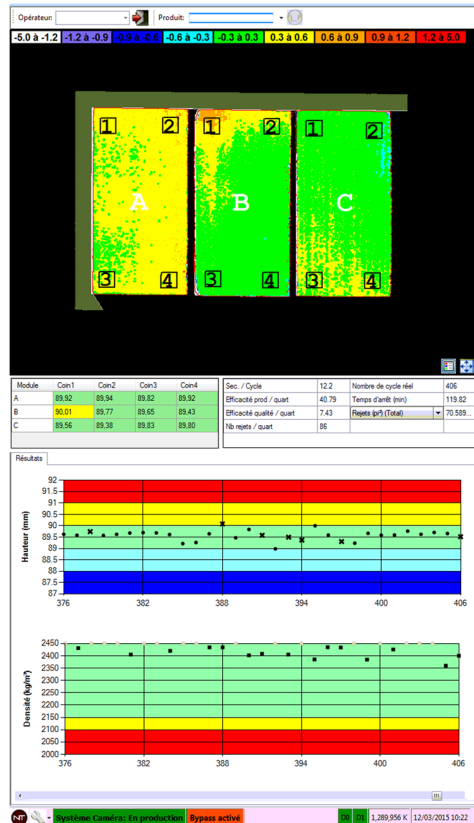 Opérateur: Produit:
-5.0 à -1.2 -1.2 à -0.9 -0.9 à -0.6 -0.6 à -0.3 -0.3 à 0.3 0.3 à 0.6 0.6 à 0.9 0.9 à 1.2 1.2 à 5.0
1 2 1 2 1 2
A B C
3 4 3 4 3 4
Module Coin1 Coin2 Coin3 Coin4
A 89,92 89,94 89,82 89,92
B 90,01 89,77 89,65 89,43
C 89,56 89,38 89,83 89,80
Sec. / Cycle 12.2 Nombre de cycle réel 406
Efficacité prod / quart 40.79 Temps d'arrêt (min) 119.82
Efficacité qualité / quart 7.43 Rejets (pi²) (Total) 70.589...
Nb rejets / quart 86
Résultats
Hauteur (mm)
92
91.5
91
90.5
90
89.5
89
88.5
88
87.5
87
376 382 388 394 400 406
Densité (kg/m³)
2450
2400
2350
2300
2250
2200
2150
2100
2050
2000
376 382 388 394 400 406
NT Système Caméra: En production Bypass activé D0 D1 1,289,956 K 12/03/2015 10:22